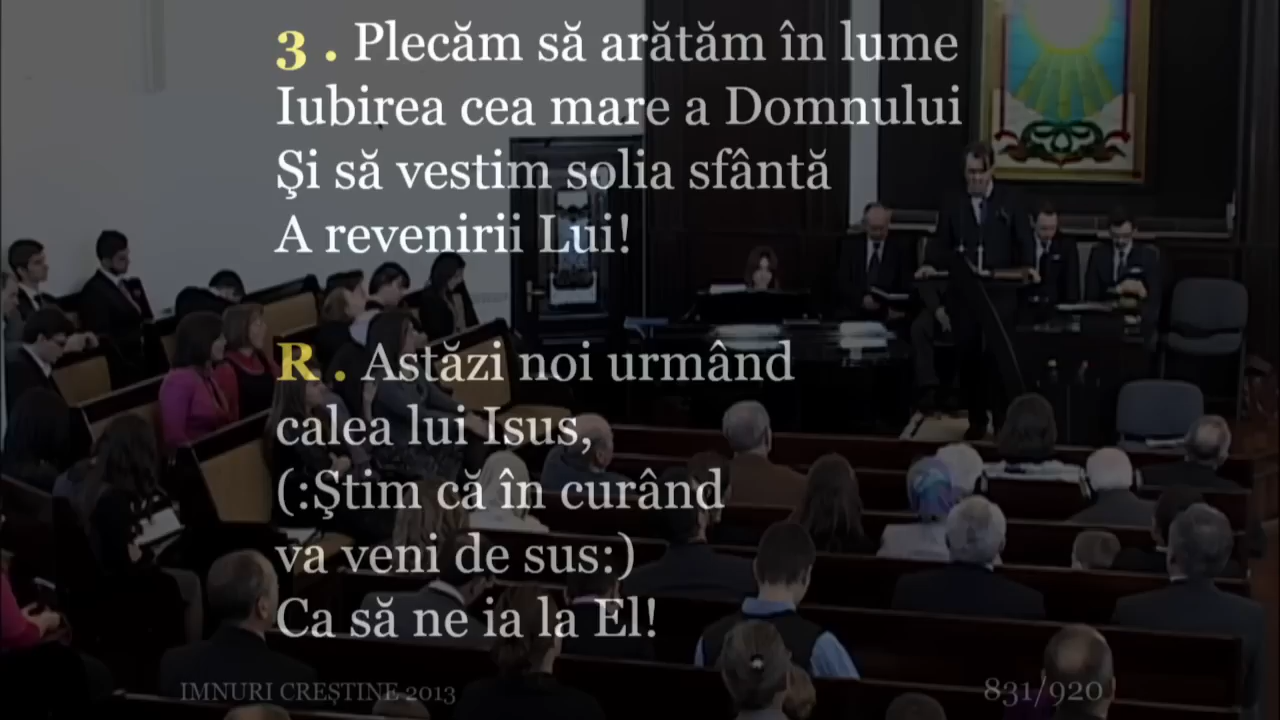 3 . Plecăm să arătăm în lume
Iubirea cea mare a Domnului
Şi să vestim solia sfântă
A revenirii Lui!
R . Astăzi noi urmând
calea lui Isus,
(:Ştim că în curând
va veni de sus:)
Ca să ne ia la El!
IMNURI CREȘTINE 2013
831/920